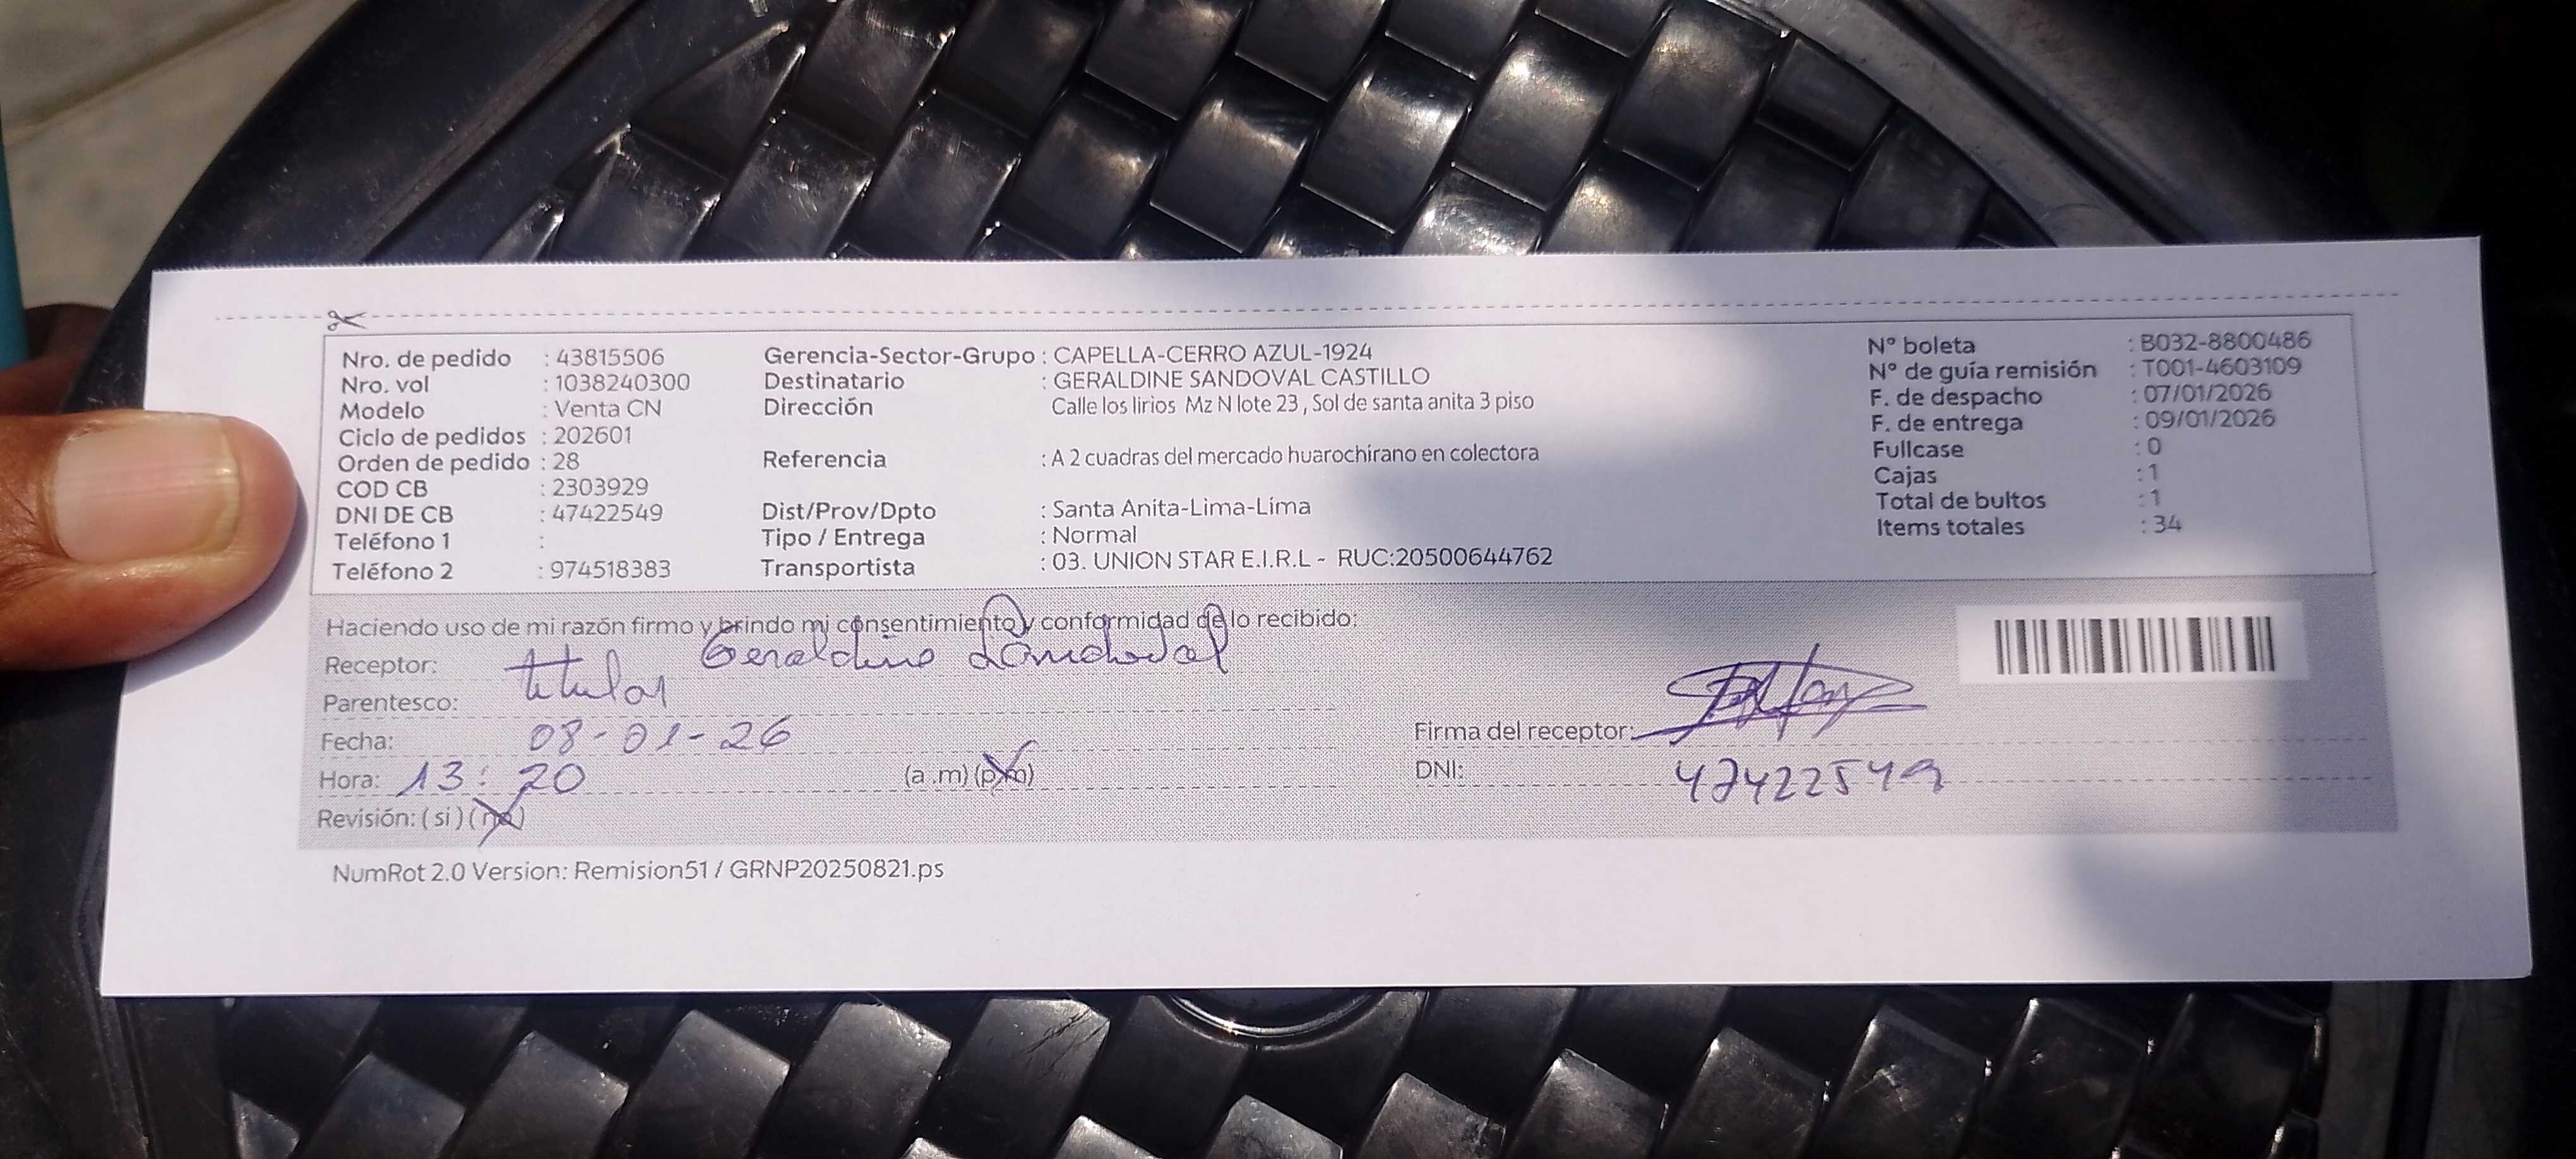 Nro. de pedido : 43815506
Nro. vol : 1038240300
Modelo : Venta CN
Ciclo de pedidos : 202601
Orden de pedido : 28
COD CB : 2303929
DNI DE CB : 47422549
Teléfono 1 :
Teléfono 2 : 974518383
Gerencia-Sector-Grupo : CAPELLA-CERRO AZUL-1924
Destinatario : GERALDINE SANDOVAL CASTILLO
Dirección Calle los lirios Mz N lote 23 , Sol de santa anita 3 piso
Referencia : A 2 cuadras del mercado huarochirano en colectora
Dist/Prov/Dpto : Santa Anita-Lima-Lima
Tipo / Entrega : Normal
Transportista : 03. UNION STAR E.I.R.L - RUC:20500644762
N° boleta : B032-8800486
N° de guía remisión : T001-4603109
F. de despacho : 07/01/2026
F. de entrega : 09/01/2026
Fullcase : 0
Cajas : 1
Total de bultos : 1
Items totales : 34
Haciendo uso de mi razón firmo y brindo mi consentimiento y conformidad de lo recibido:
Receptor: Geraldine Sandoval
Parentesco: titular
Fecha: 08-01-26
Hora: 13:20 (a .m) (p.m)
Revisión: ( si ) ( no )
Firma del receptor:
DNI: 47422549
NumRot 2.0 Version: Remision51 / GRNP20250821.ps